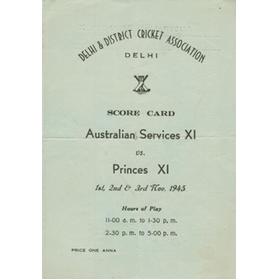 DELHI & DISTRICT CRICKET ASSOCIATION
DELHI
SCORE CARD
Australian Services XI
vs.
Princes XI
1st, 2nd & 3rd Nov. 1945
Hours of Play
11-00 a. m. to 1-30 p. m.
2-30 p. m. to 5-00 p. m.
PRICE ONE ANNA